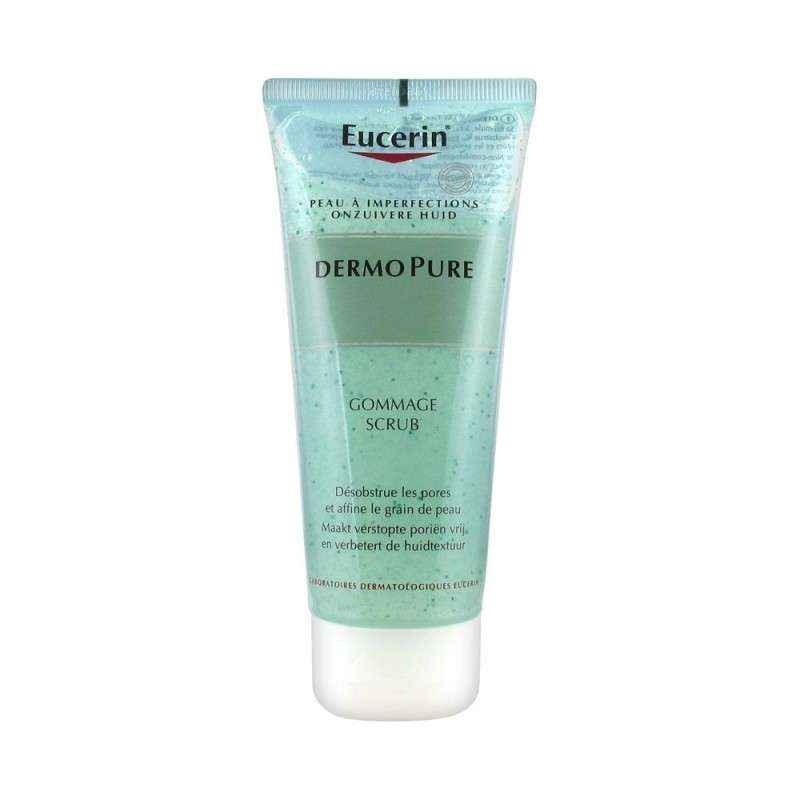 Eucerin®
PEAU À IMPERFECTIONS
ONZUIVERE HUID
DERMOPURE
GOMMAGE
SCRUB
Désobstrue les pores
et affine le grain de peau
Maakt verstopte poriën vrij
en verbetert de huidtextuur
LABORATOIRES DERMATOLOGIQUES EUCERIN